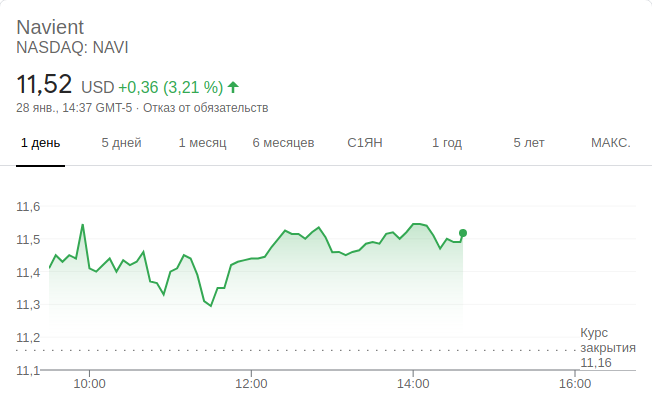 Navient
NASDAQ: NAVI
11,52 USD +0,36 (3,21 %)
28 янв., 14:37 GMT-5 · Отказ от обязательств
1 день 5 дней 1 месяц 6 месяцев С1ЯН 1 год 5 лет МАКС.
11,6
11,5
11,4
11,3
11,2
11,1
Курс
закрытия
11,16
10:00 12:00 14:00 16:00